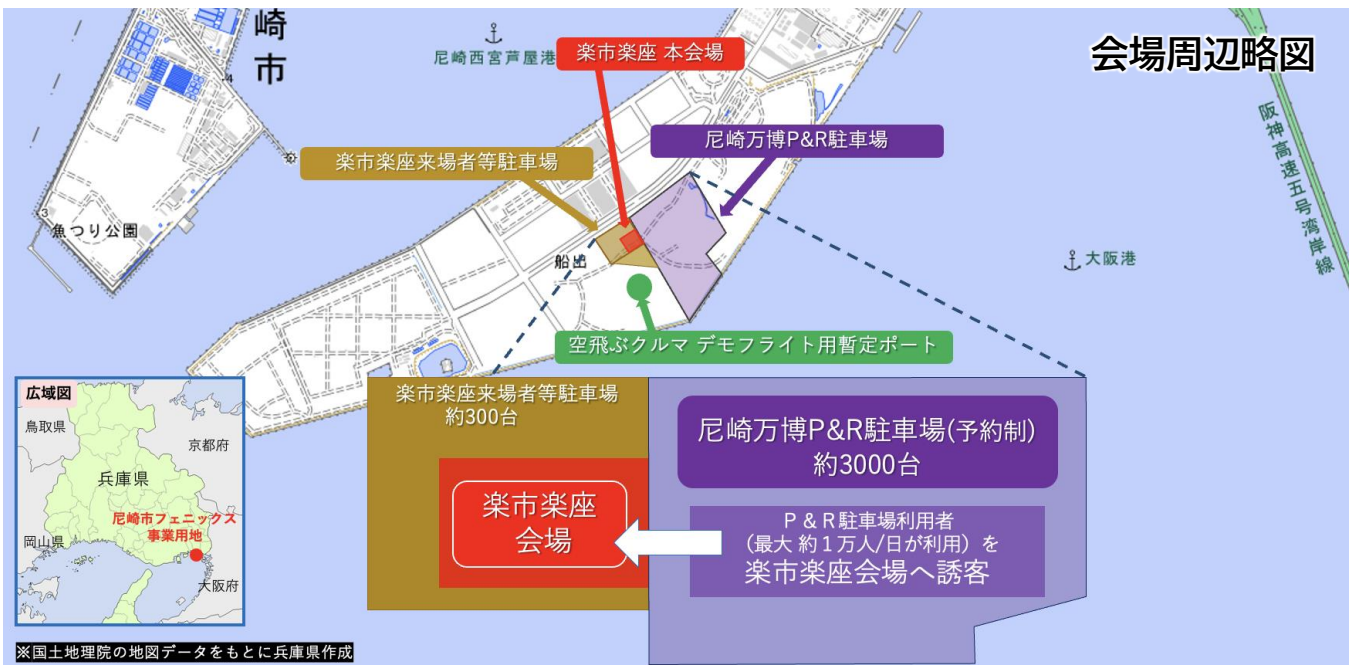 会場周辺略図
崎
市
尼崎西宮芦屋港
楽市楽座 本会場
尼崎万博P&R駐車場
楽市楽座来場者等駐車場
阪神高速五号湾岸線
4
3
魚つり公園
船出
大阪港
空飛ぶクルマ デモフライト用暫定ポート
広域図
鳥取県
京都府
兵庫県
尼崎市フェニックス
事業用地
岡山県
大阪府
楽市楽座来場者等駐車場
約300台
楽市楽座
会場
尼崎万博P&R駐車場(予約制)
約3000台
P & R駐車場利用者
(最大 約1万人/日が利用) を
楽市楽座会場へ誘客
※国土地理院の地図データをもとに兵庫県作成